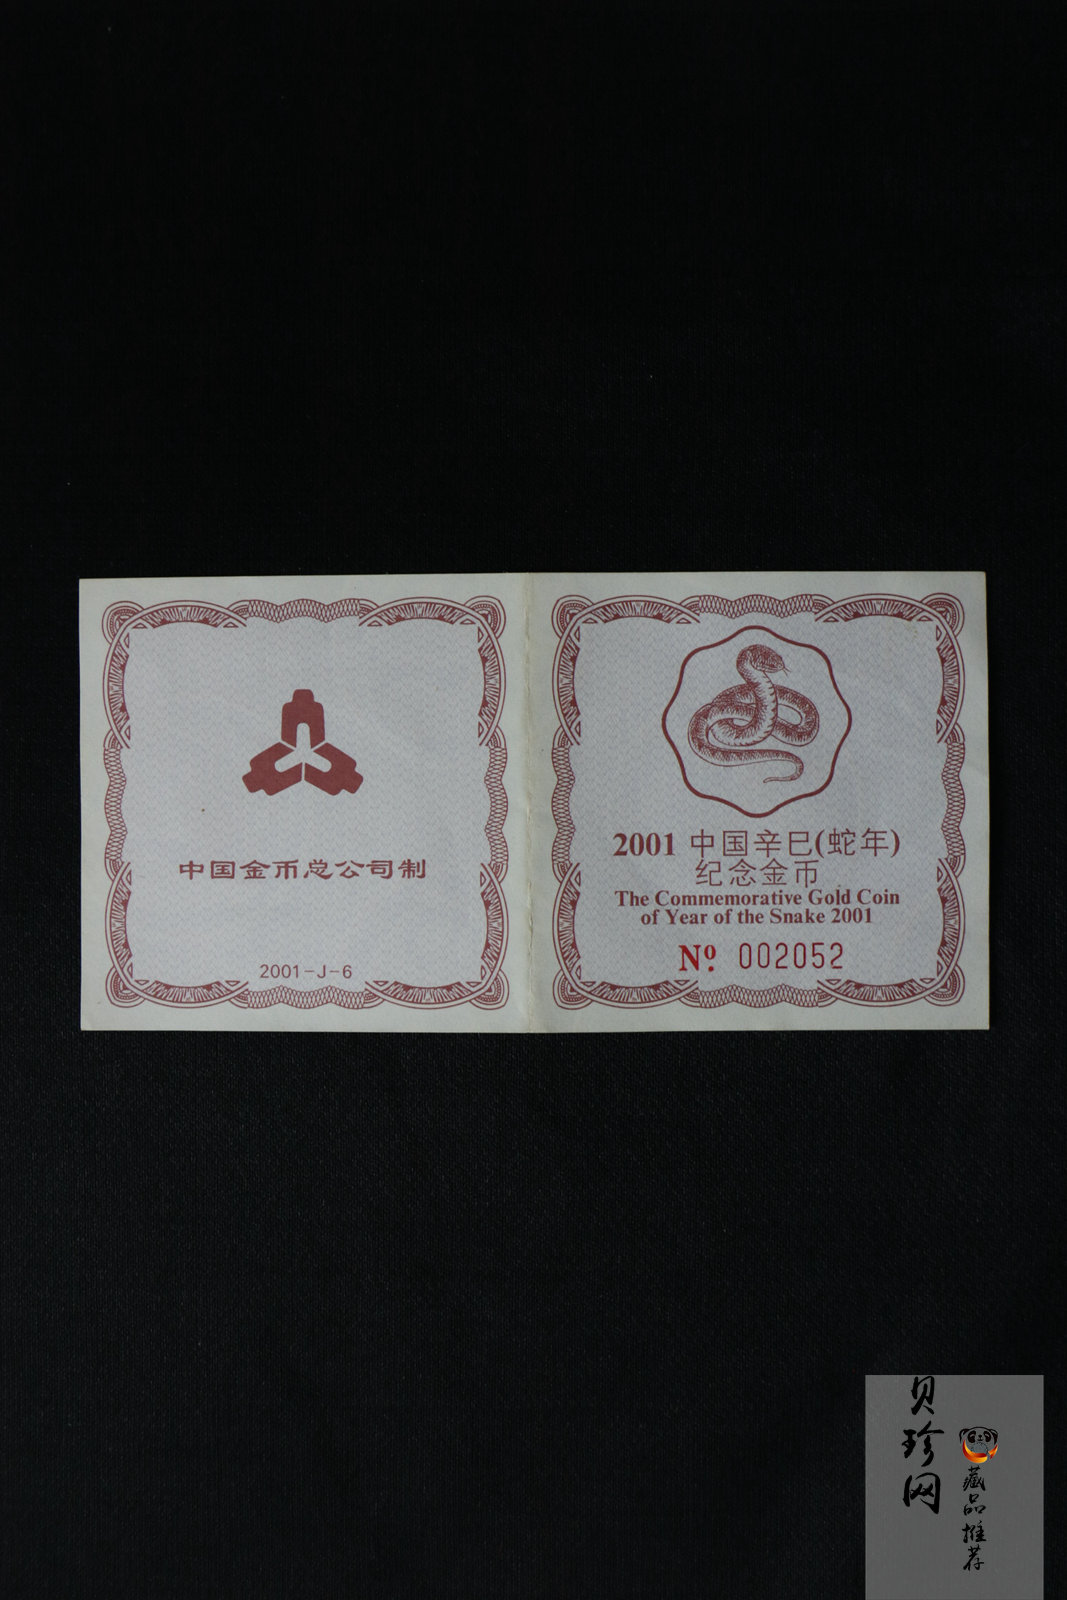 中国金币总公司制
2001-J-6
2001 中国辛巳(蛇年)
纪念金币
The Commemorative Gold Coin
of Year of the Snake 2001
Nº. 002052
贝珍网
藏品推荐